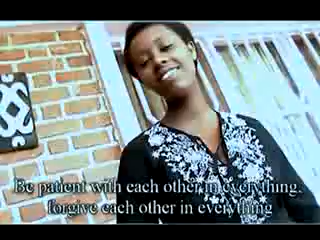 Be patient with each other in everything,
forgive each other in everything